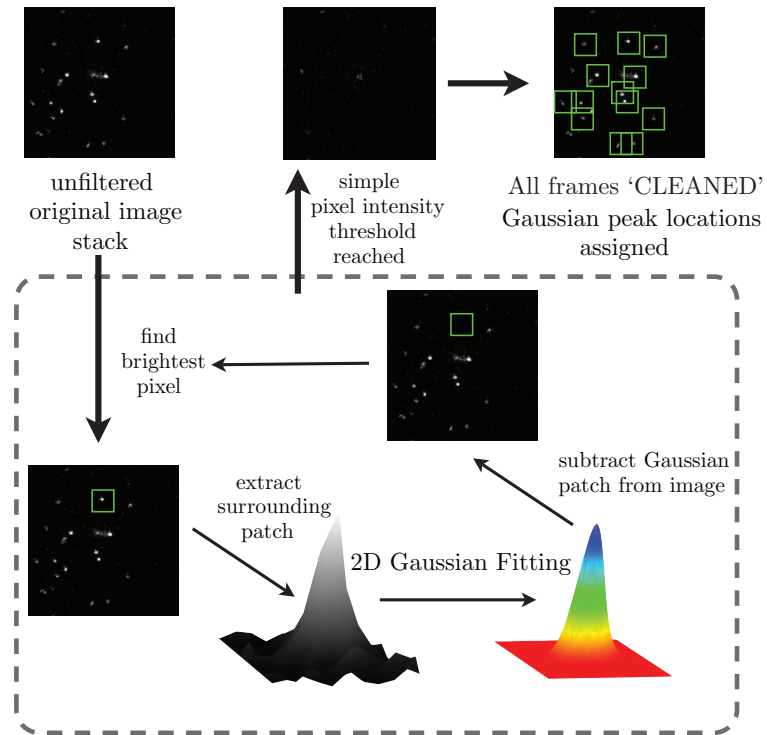 unfiltered
original image
stack
simple
pixel intensity
threshold
reached
All frames ‘CLEANED’
Gaussian peak locations
assigned
find
brightest
pixel
extract
surrounding
patch
2D Gaussian Fitting
subtract Gaussian
patch from image